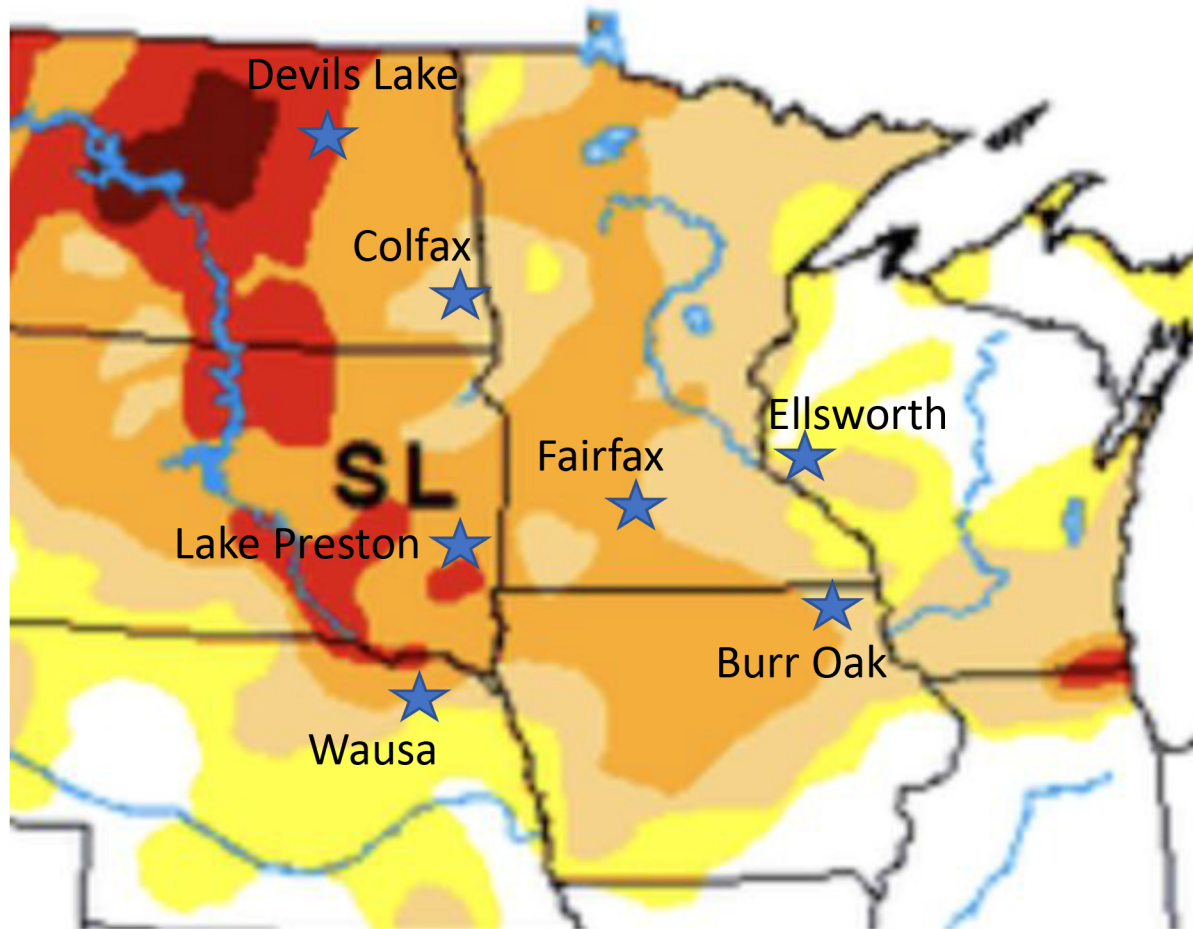 Devils Lake
Colfax
Ellsworth
Fairfax
SL
Lake Preston
Burr Oak
Wausa